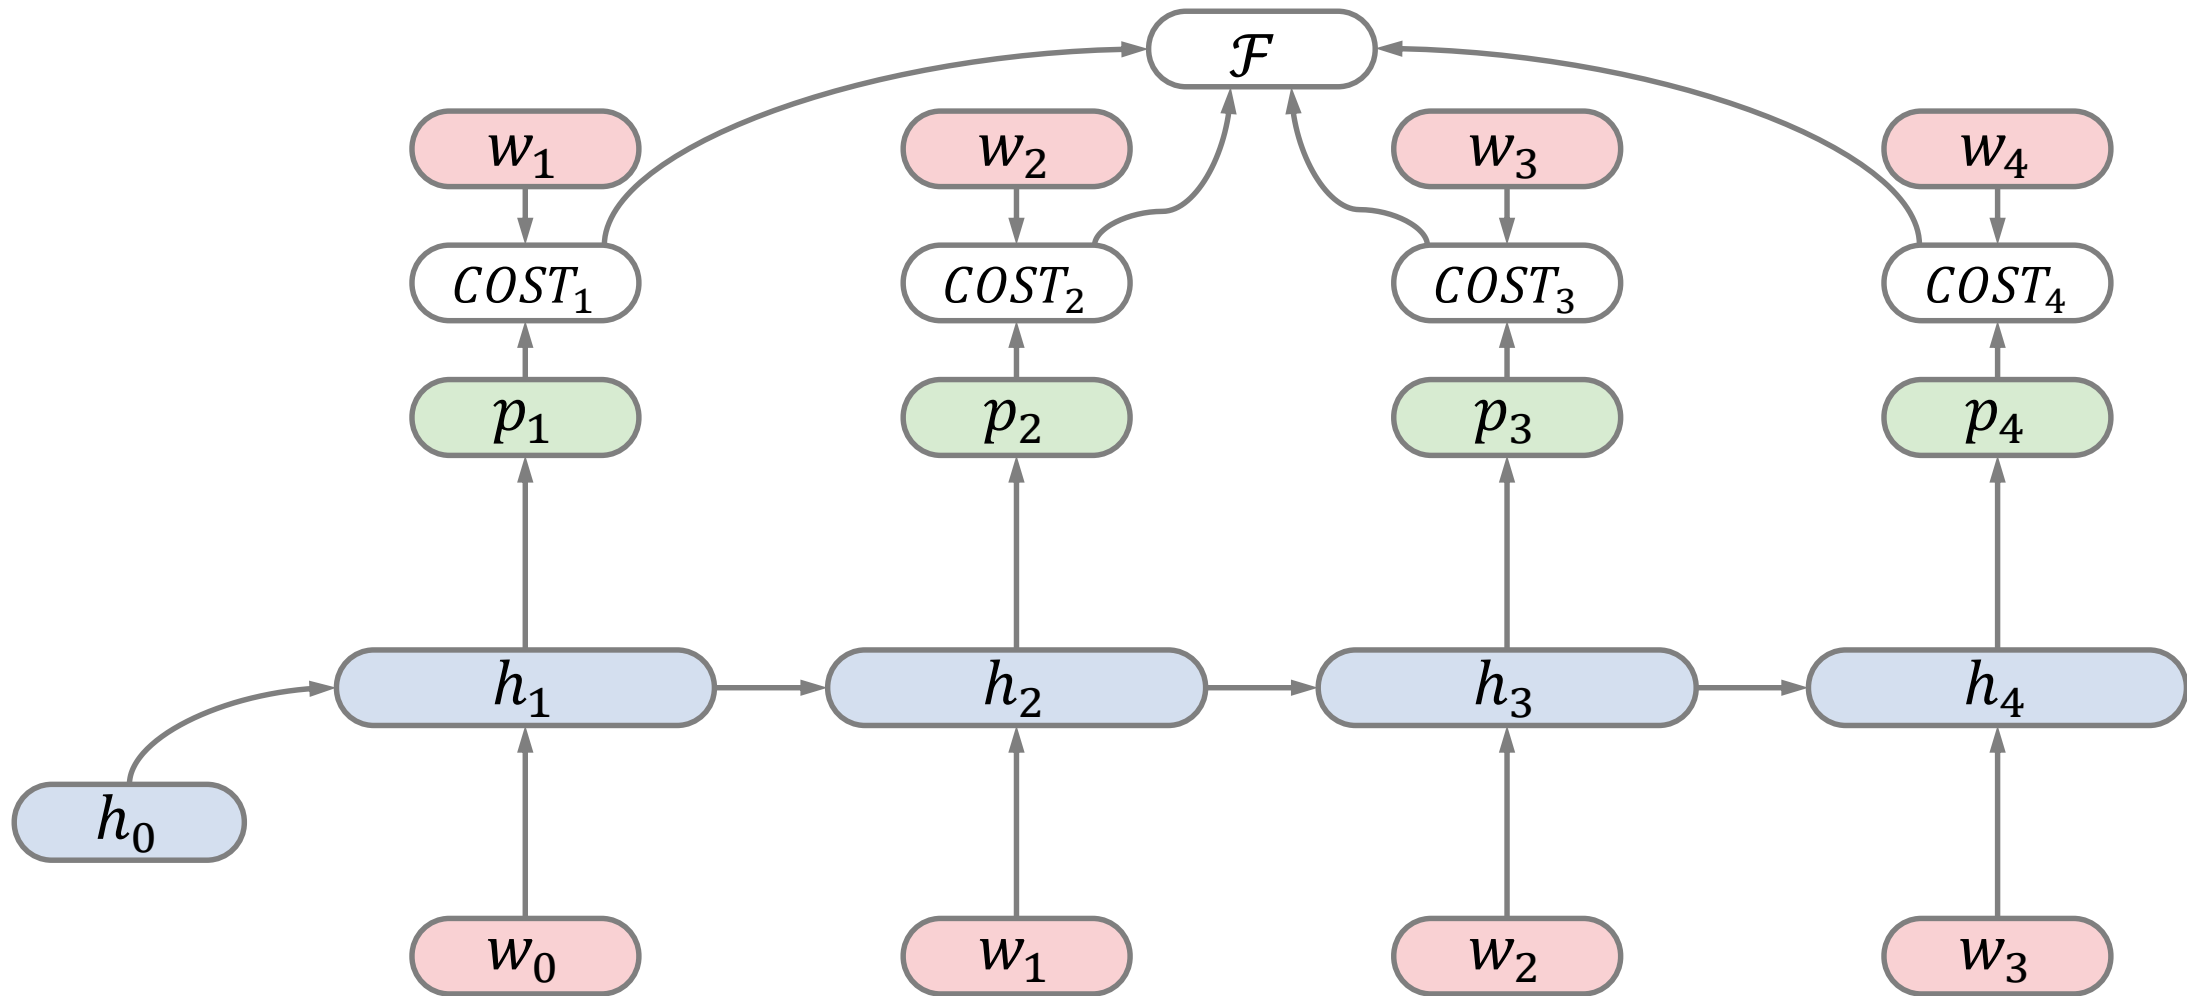 ℱ
w₁ w₂ w₃ w₄
COST₁ COST₂ COST₃ COST₄
p₁ p₂ p₃ p₄
h₁ h₂ h₃ h₄
h₀
w₀ w₁ w₂ w₃